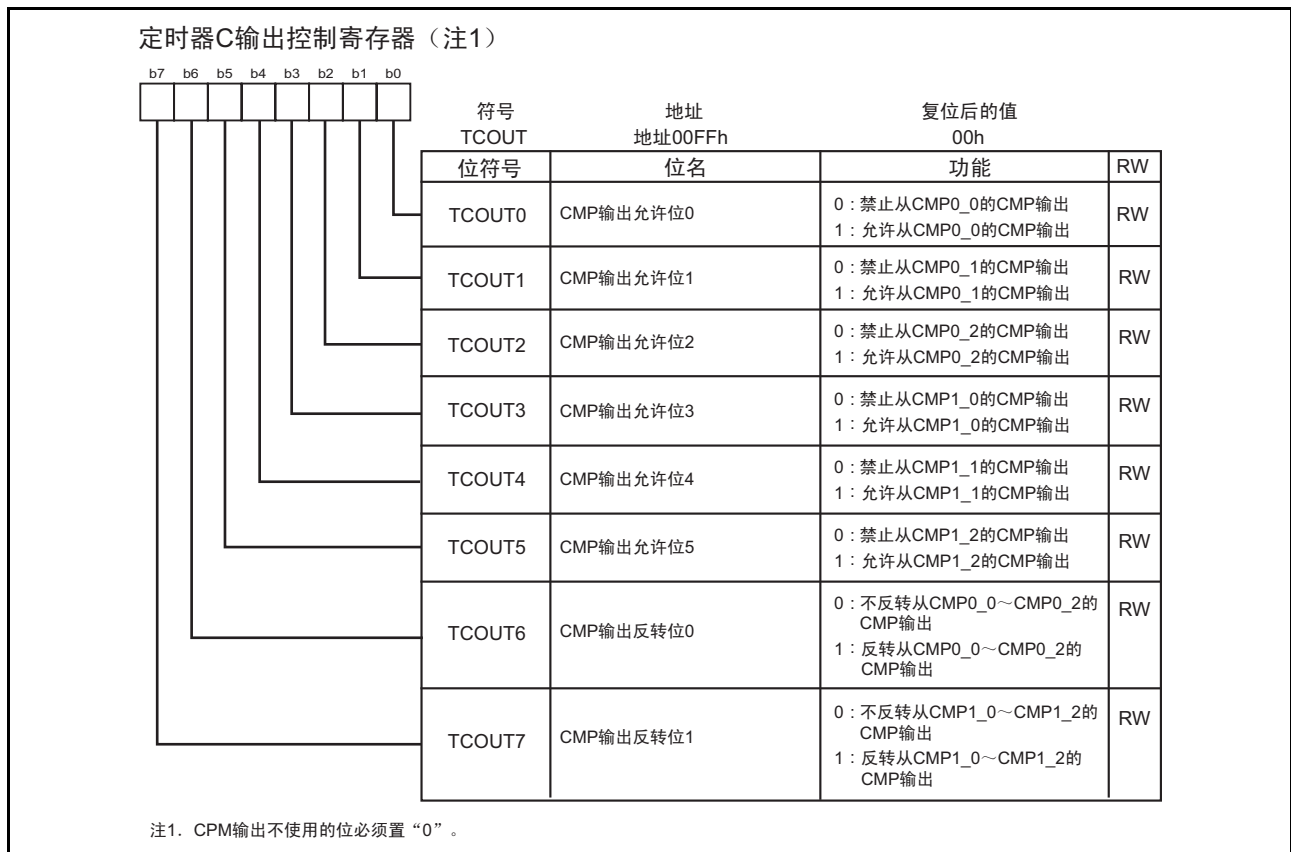 定时器C输出控制寄存器（注1）
b7 b6 b5 b4 b3 b2 b1 b0
符号 地址 复位后的值
TCOUT 地址00FFh 00h
位符号 位名 功能 RW
TCOUT0 CMP输出允许位0 0：禁止从CMP0_0的CMP输出 RW
1：允许从CMP0_0的CMP输出
TCOUT1 CMP输出允许位1 0：禁止从CMP0_1的CMP输出 RW
1：允许从CMP0_1的CMP输出
TCOUT2 CMP输出允许位2 0：禁止从CMP0_2的CMP输出 RW
1：允许从CMP0_2的CMP输出
TCOUT3 CMP输出允许位3 0：禁止从CMP1_0的CMP输出 RW
1：允许从CMP1_0的CMP输出
TCOUT4 CMP输出允许位4 0：禁止从CMP1_1的CMP输出 RW
1：允许从CMP1_1的CMP输出
TCOUT5 CMP输出允许位5 0：禁止从CMP1_2的CMP输出 RW
1：允许从CMP1_2的CMP输出
TCOUT6 CMP输出反转位0 0：不反转从CMP0_0～CMP0_2的 RW
CMP输出
1：反转从CMP0_0～CMP0_2的
CMP输出
TCOUT7 CMP输出反转位1 0：不反转从CMP1_0～CMP1_2的 RW
CMP输出
1：反转从CMP1_0～CMP1_2的
CMP输出
注1．CPM输出不使用的位必须置“0”。